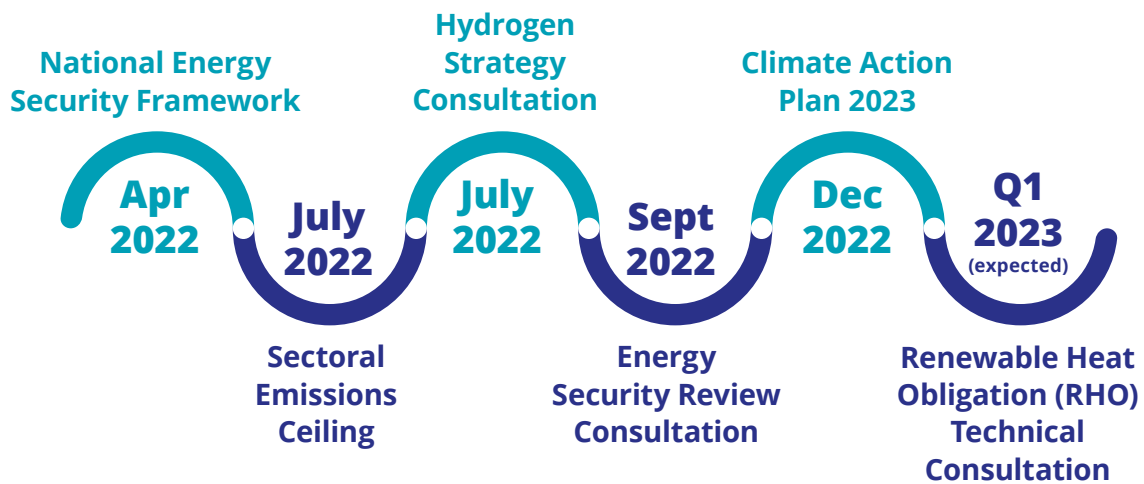 National Energy
Security Framework
Apr
2022
July
2022
Sectoral
Emissions
Ceiling
Hydrogen
Strategy
Consultation
July
2022
Sept
2022
Energy
Security Review
Consultation
Climate Action
Plan 2023
Dec
2022
Q1
2023
(expected)
Renewable Heat
Obligation (RHO)
Technical
Consultation